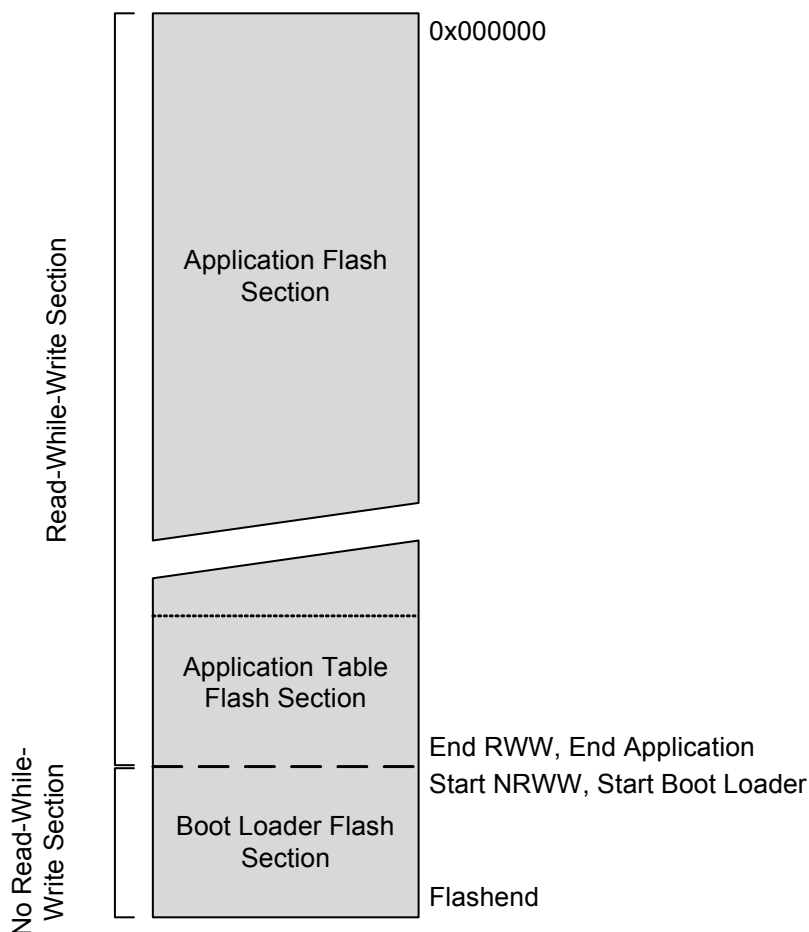 0x000000
Read-While-Write Section
Application Flash
Section
Application Table
Flash Section
End RWW, End Application
Start NRWW, Start Boot Loader
No Read-While-
Write Section
Boot Loader Flash
Section
Flashend